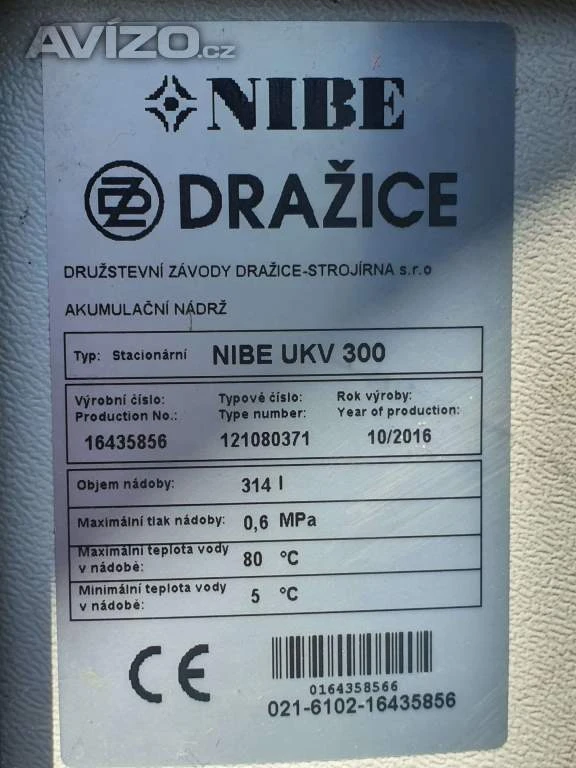 AVÍZO.cz
NIBE
DRAŽICE
DRUŽSTEVNÍ ZÁVODY DRAŽICE-STROJÍRNA s.r.o
AKUMULAČNÍ NÁDRŽ
Typ: Stacionární NIBE UKV 300
Výrobní číslo: Typové číslo: Rok výroby:
Production No.: Type number: Year of production:
16435856 121080371 10/2016
Objem nádoby: 314 l
Maximální tlak nádoby: 0,6 MPa
Maximální teplota vody
v nádobě: 80 °C
Minimální teplota vody
v nádobě: 5 °C
CE
0164358566
021-6102-16435856